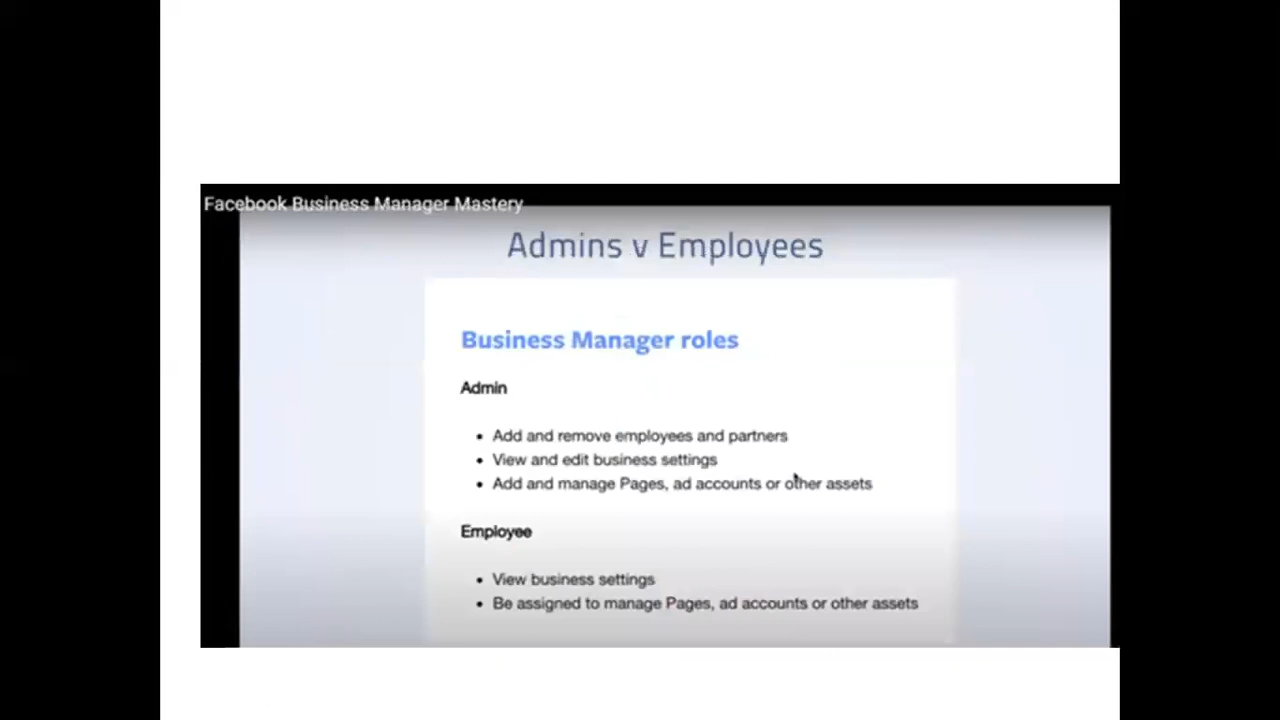 Facebook Business Manager Mastery
Admins v Employees
Business Manager roles
Admin
• Add and remove employees and partners
• View and edit business settings
• Add and manage Pages, ad accounts or other assets
Employee
• View business settings
• Be assigned to manage Pages, ad accounts or other assets